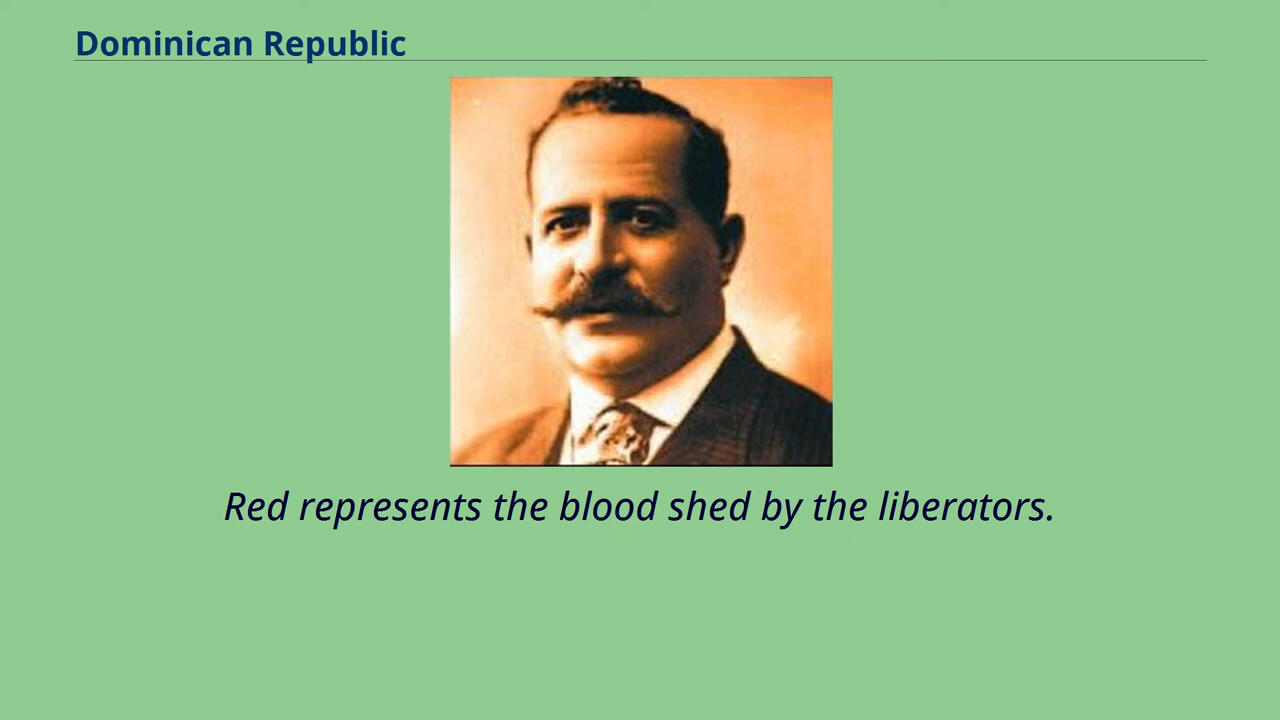 Dominican Republic
Red represents the blood shed by the liberators.